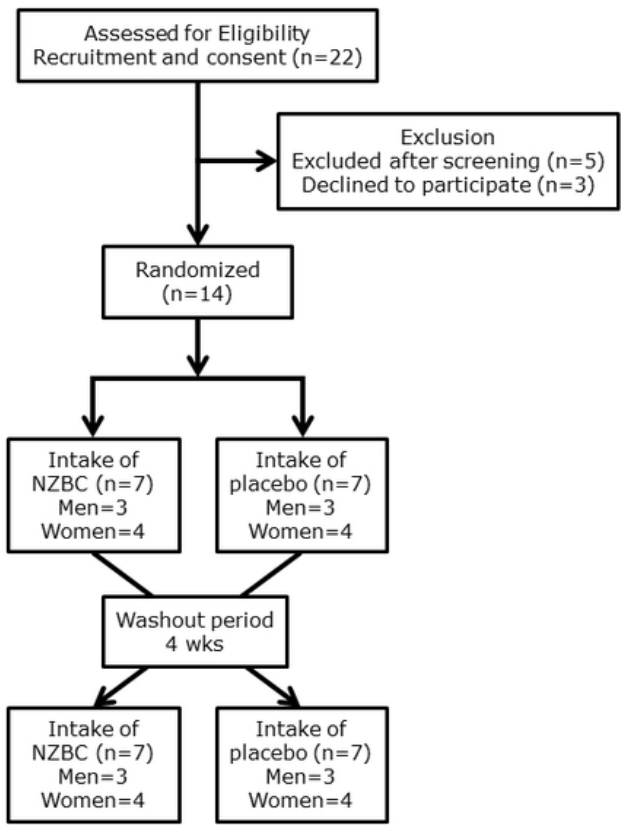 Assessed for Eligibility
Recruitment and consent (n=22)
Exclusion
Excluded after screening (n=5)
Declined to participate (n=3)
Randomized
(n=14)
Intake of
NZBC (n=7)
Men=3
Women=4
Intake of
placebo (n=7)
Men=3
Women=4
Washout period
4 wks
Intake of
NZBC (n=7)
Men=3
Women=4
Intake of
placebo (n=7)
Men=3
Women=4